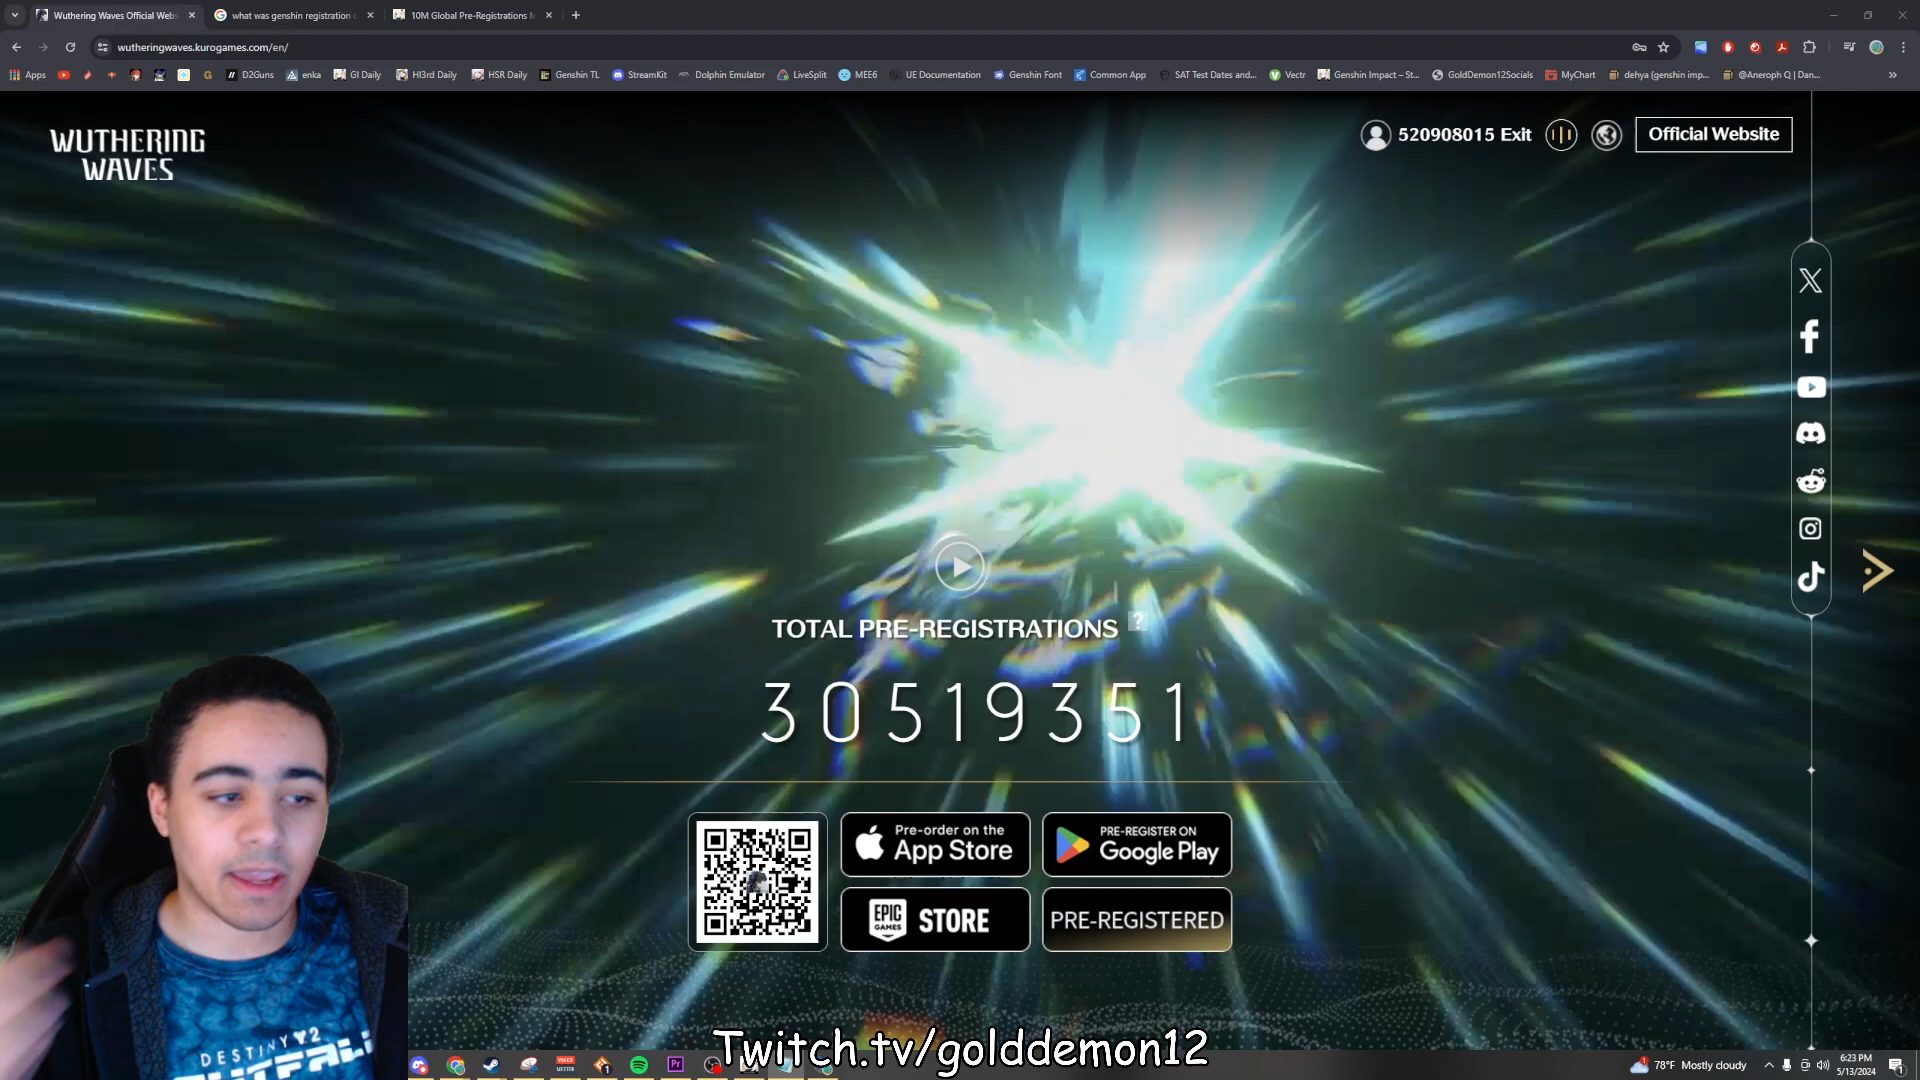 Wuthering Waves Official Webs
what was genshin registration c
10M Global Pre-Registrations M
wutheringwaves.kurogames.com/en/
Apps
D2Guns
enka
GI Daily
HI3rd Daily
HSR Daily
Genshin TL
StreamKit
Dolphin Emulator
LiveSplit
MEE6
UE Documentation
Genshin Font
Common App
SAT Test Dates and...
Vectr
Genshin Impact – St...
GoldDemon12Socials
MyChart
dehya (genshin imp...
@Aneroph Q | Dan...
WUTHERING
WAVES
520908015 Exit
Official Website
TOTAL PRE-REGISTRATIONS ?
30519351
Pre-order on the
App Store
PRE-REGISTER ON
Google Play
EPIC
GAMES
STORE
PRE-REGISTERED
DESTINY 2
Twitch.tv/golddemon12
Pr
78°F Mostly cloudy
6:23 PM
5/13/2024